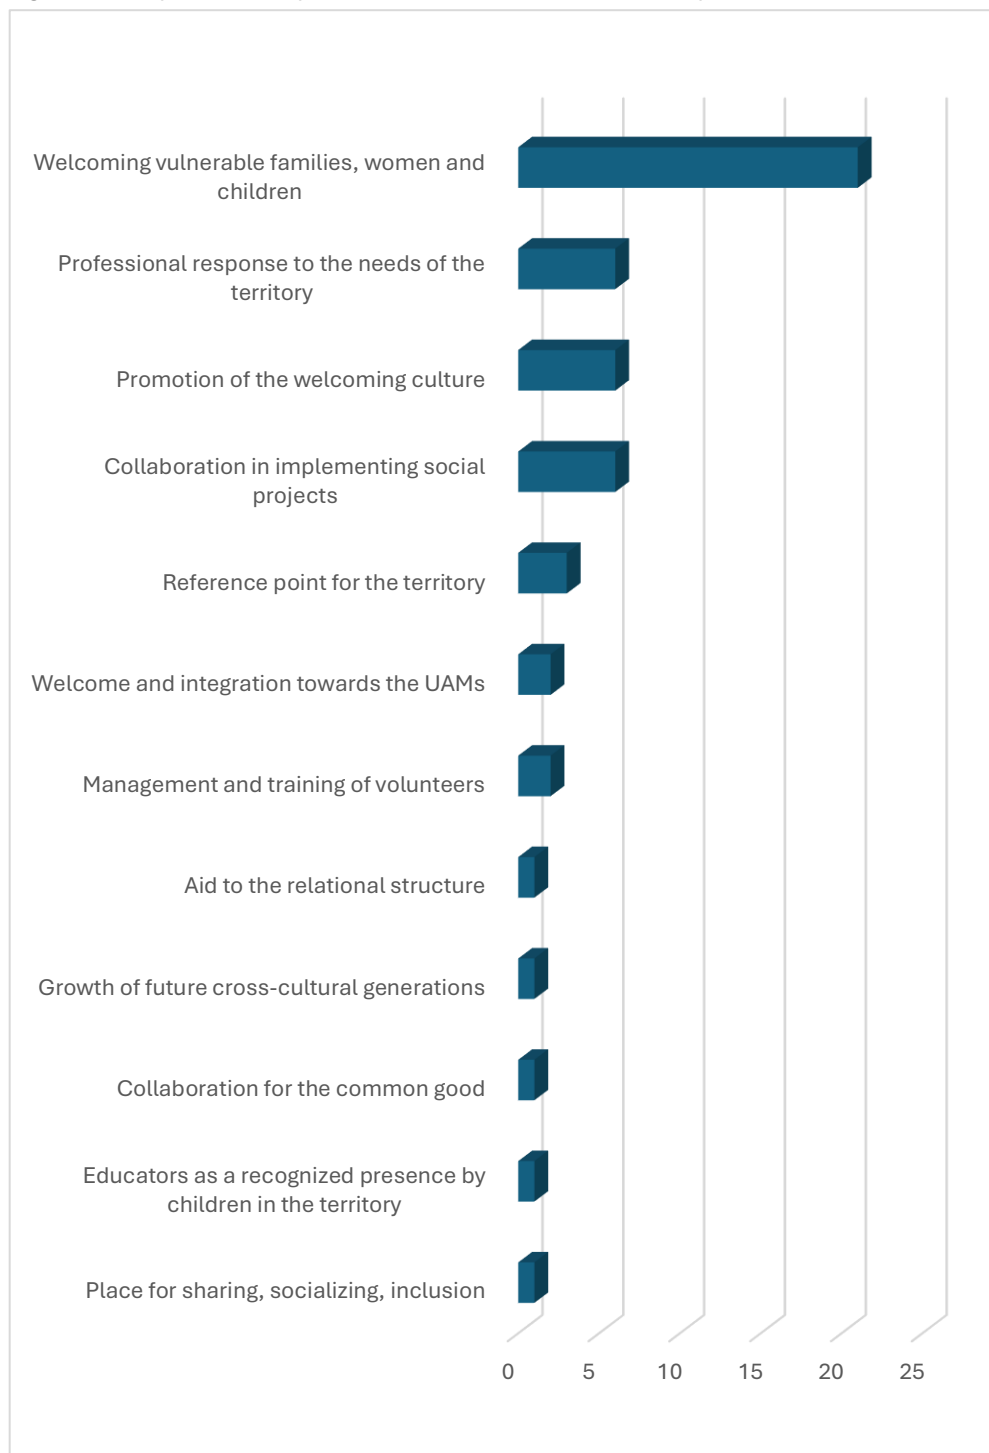 Welcoming vulnerable families, women and
children
Professional response to the needs of the
territory
Promotion of the welcoming culture
Collaboration in implementing social
projects
Reference point for the territory
Welcome and integration towards the UAMs
Management and training of volunteers
Aid to the relational structure
Growth of future cross-cultural generations
Collaboration for the common good
Educators as a recognized presence by
children in the territory
Place for sharing, socializing, inclusion
0 5 10 15 20 25